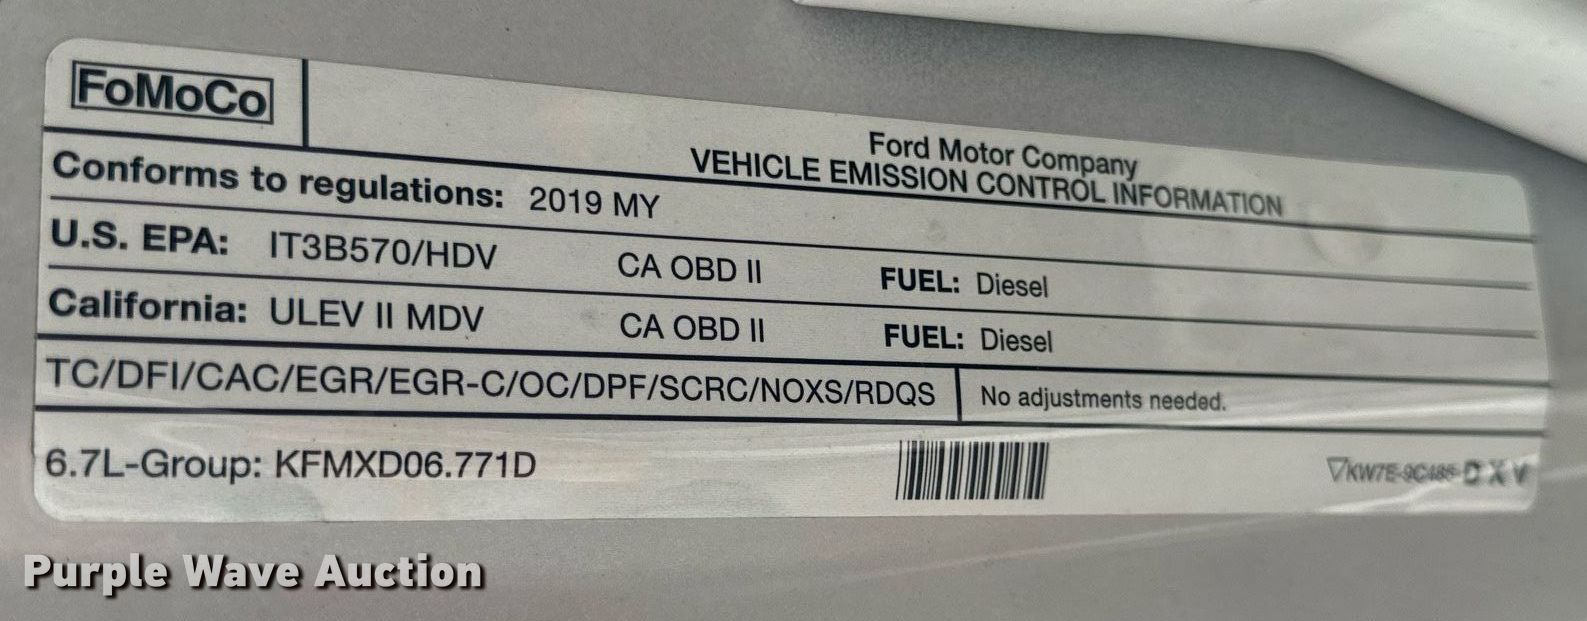 FoMoCo
Ford Motor Company
VEHICLE EMISSION CONTROL INFORMATION
Conforms to regulations: 2019 MY
U.S. EPA: IT3B570/HDV CA OBD II FUEL: Diesel
California: ULEV II MDV CA OBD II FUEL: Diesel
TC/DFI/CAC/EGR/EGR-C/OC/DPF/SCRC/NOXS/RDQS No adjustments needed.
6.7L-Group: KFMXD06.771D
Purple Wave Auction